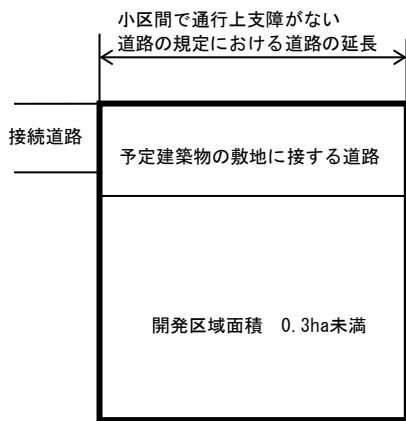 小区間で通行上支障がない
道路の規定における道路の延長
接続道路
予定建築物の敷地に接する道路
開発区域面積　0.3ha未満